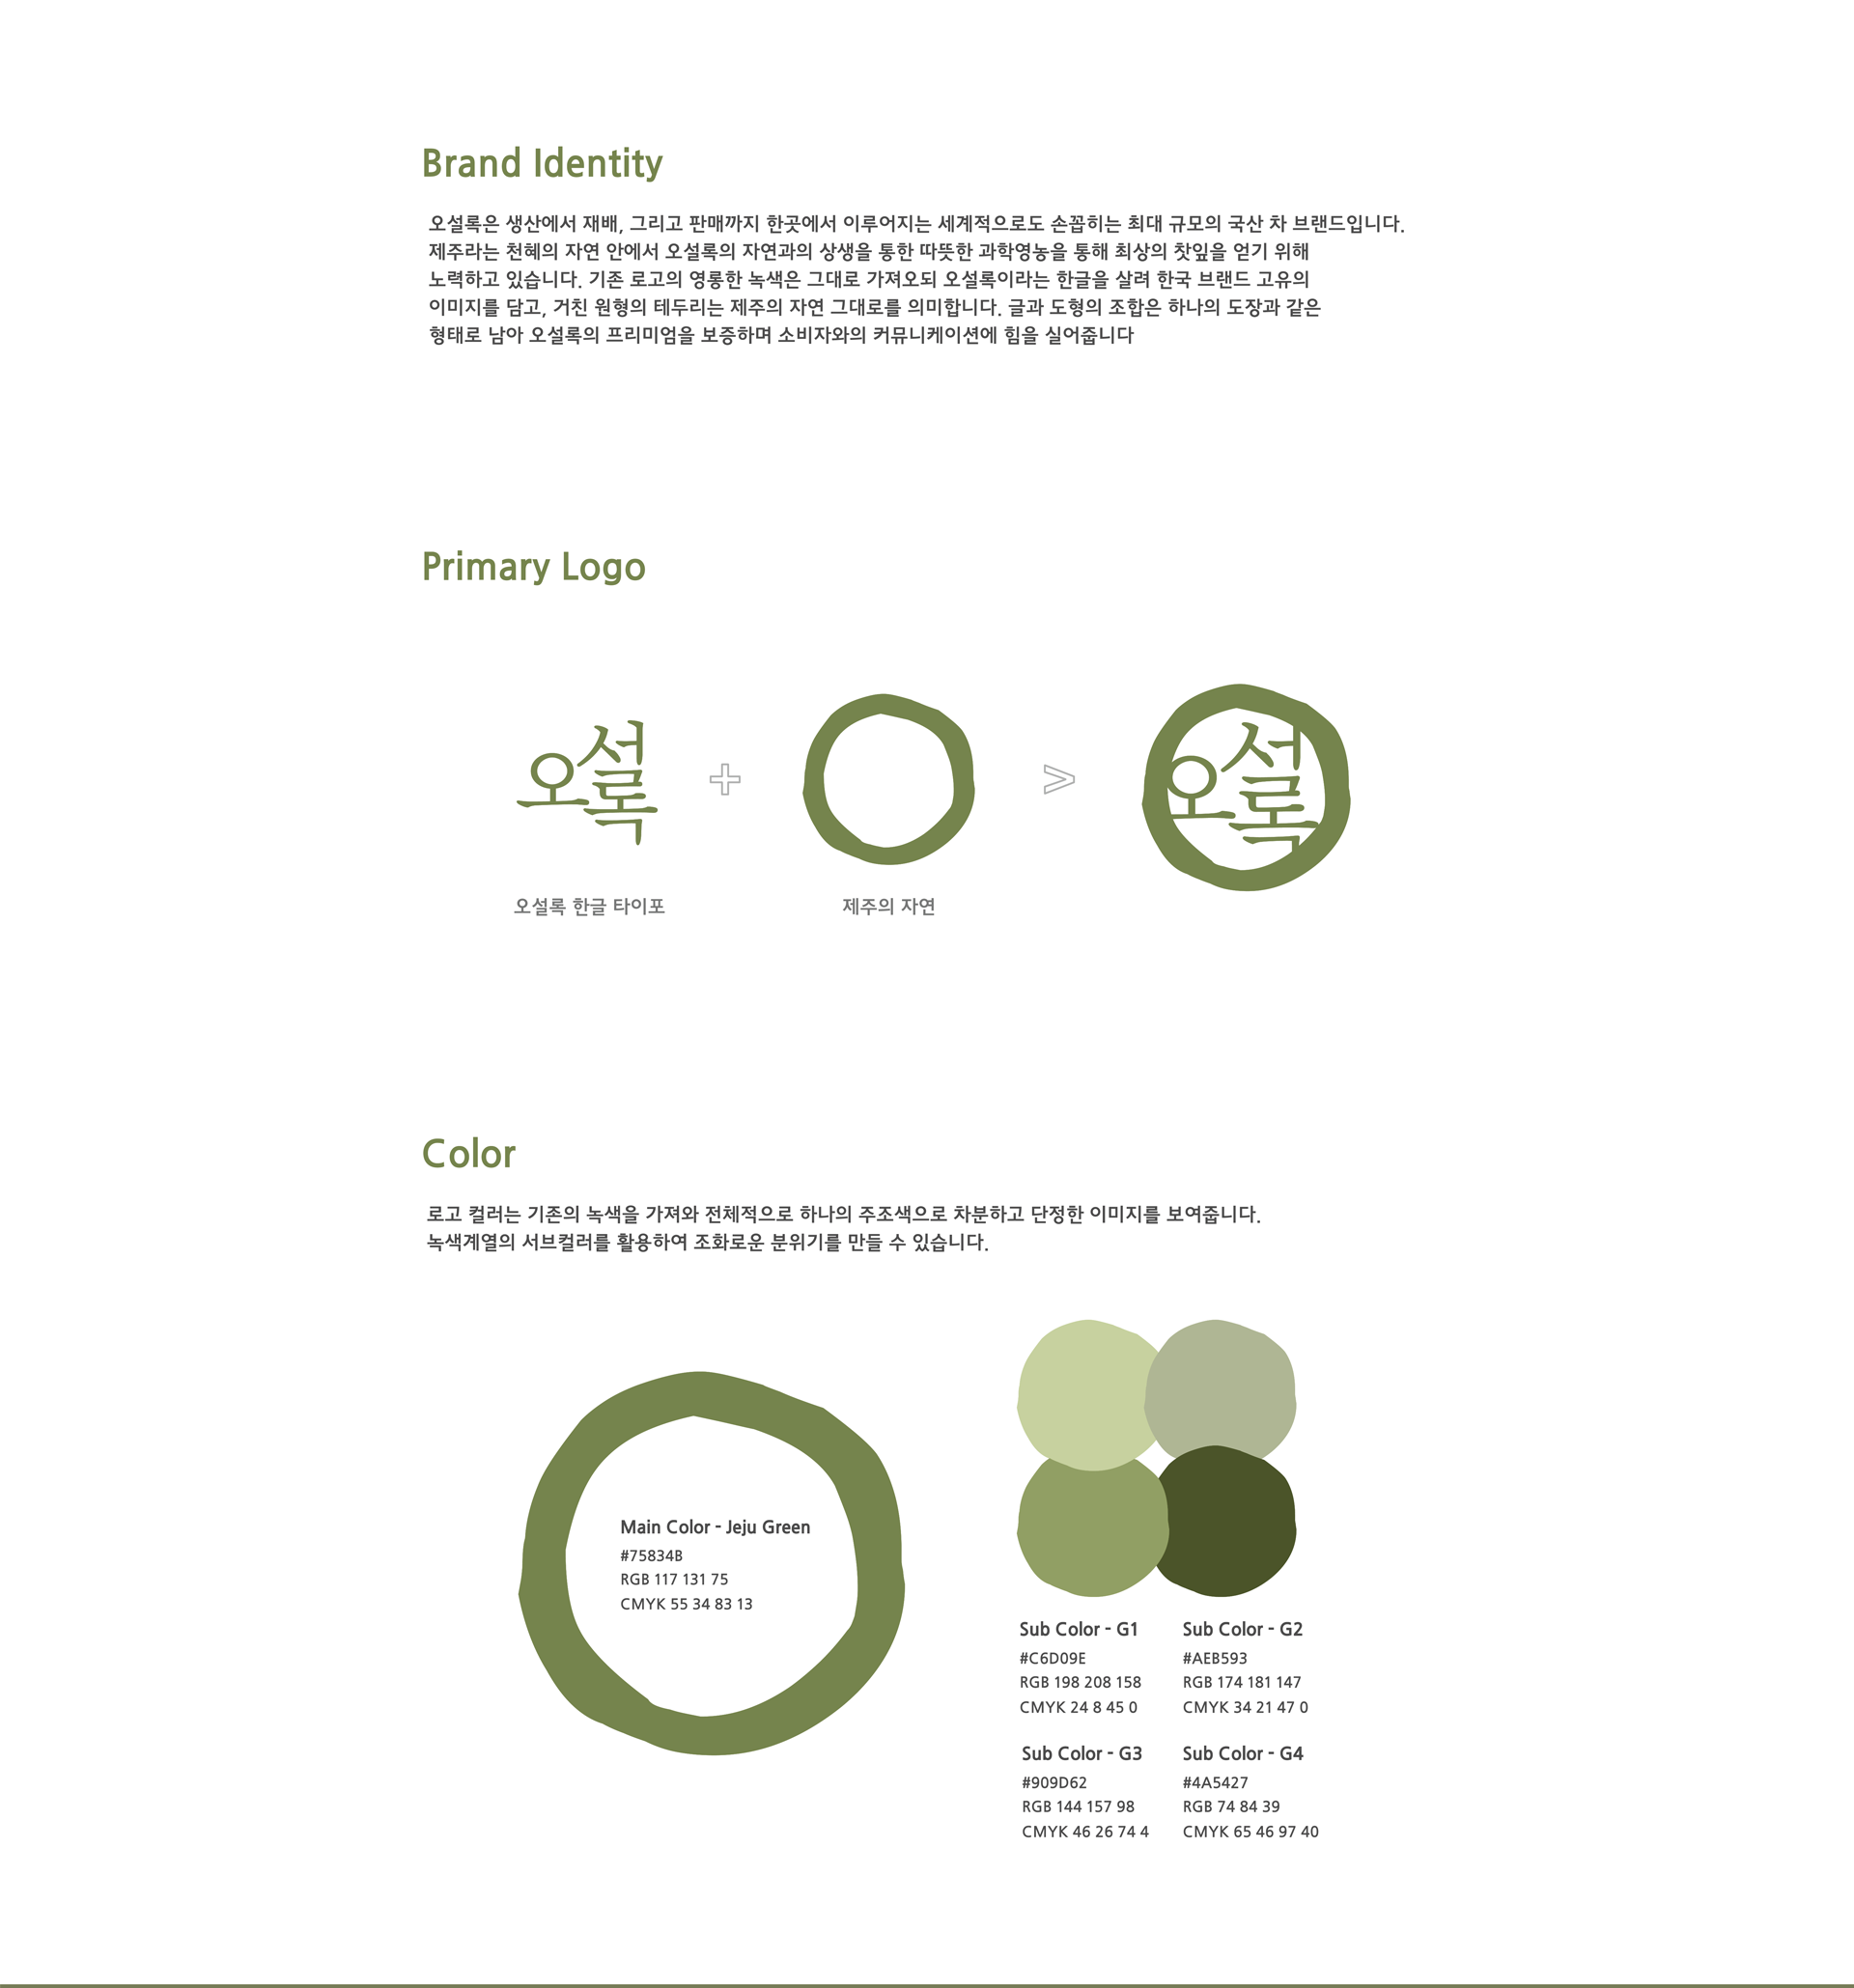 Brand Identity
오설록은 생산에서 재배, 그리고 판매까지 한곳에서 이루어지는 세계적으로도 손꼽히는 최대 규모의 국산 차 브랜드입니다.
제주라는 천혜의 자연 안에서 오설록의 자연과의 상생을 통한 따뜻한 과학영농을 통해 최상의 찻잎을 얻기 위해
노력하고 있습니다. 기존 로고의 영롱한 녹색은 그대로 가져오되 오설록이라는 한글을 살려 한국 브랜드 고유의
이미지를 담고, 거친 원형의 테두리는 제주의 자연 그대로를 의미합니다. 글과 도형의 조합은 하나의 도장과 같은
형태로 남아 오설록의 프리미엄을 보증하며 소비자와의 커뮤니케이션에 힘을 실어줍니다
Primary Logo
오설록
+
>
오설록
오설록 한글 타이포
제주의 자연
Color
로고 컬러는 기존의 녹색을 가져와 전체적으로 하나의 주조색으로 차분하고 단정한 이미지를 보여줍니다.
녹색계열의 서브컬러를 활용하여 조화로운 분위기를 만들 수 있습니다.
Main Color - Jeju Green
#75834B
RGB 117 131 75
CMYK 55 34 83 13
Sub Color - G1
#C6D09E
RGB 198 208 158
CMYK 24 8 45 0
Sub Color - G2
#AEB593
RGB 174 181 147
CMYK 34 21 47 0
Sub Color - G3
#909D62
RGB 144 157 98
CMYK 46 26 74 4
Sub Color - G4
#4A5427
RGB 74 84 39
CMYK 65 46 97 40